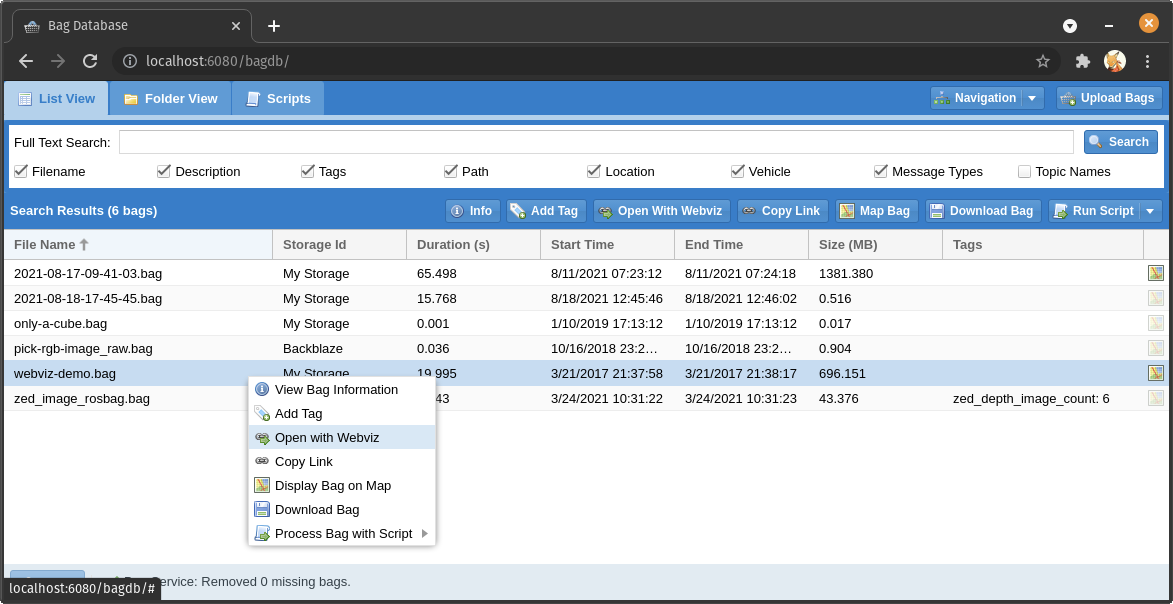 Bag Database
localhost:6080/bagdb/
List View Folder View Scripts Navigation Upload Bags
Full Text Search: Search
Filename Description Tags Path Location Vehicle Message Types Topic Names
Search Results (6 bags) Info Add Tag Open With Webviz Copy Link Map Bag Download Bag Run Script
File Name Storage Id Duration (s) Start Time End Time Size (MB) Tags
2021-08-17-09-41-03.bag My Storage 65.498 8/11/2021 07:23:12 8/11/2021 07:24:18 1381.380
2021-08-18-17-45-45.bag My Storage 15.768 8/18/2021 12:45:46 8/18/2021 12:46:02 0.516
only-a-cube.bag My Storage 0.001 1/10/2019 17:13:12 1/10/2019 17:13:12 0.017
pick-rgb-image_raw.bag Backblaze 0.036 10/16/2018 23:2… 10/16/2018 23:2… 0.904
webviz-demo.bag My Storage 19.995 3/21/2017 21:37:58 3/21/2017 21:38:17 696.151
zed_image_rosbag.bag 43 3/24/2021 10:31:22 3/24/2021 10:31:23 43.376 zed_depth_image_count: 6
View Bag Information
Add Tag
Open with Webviz
Copy Link
Display Bag on Map
Download Bag
Process Bag with Script
Service: Removed 0 missing bags.
localhost:6080/bagdb/#